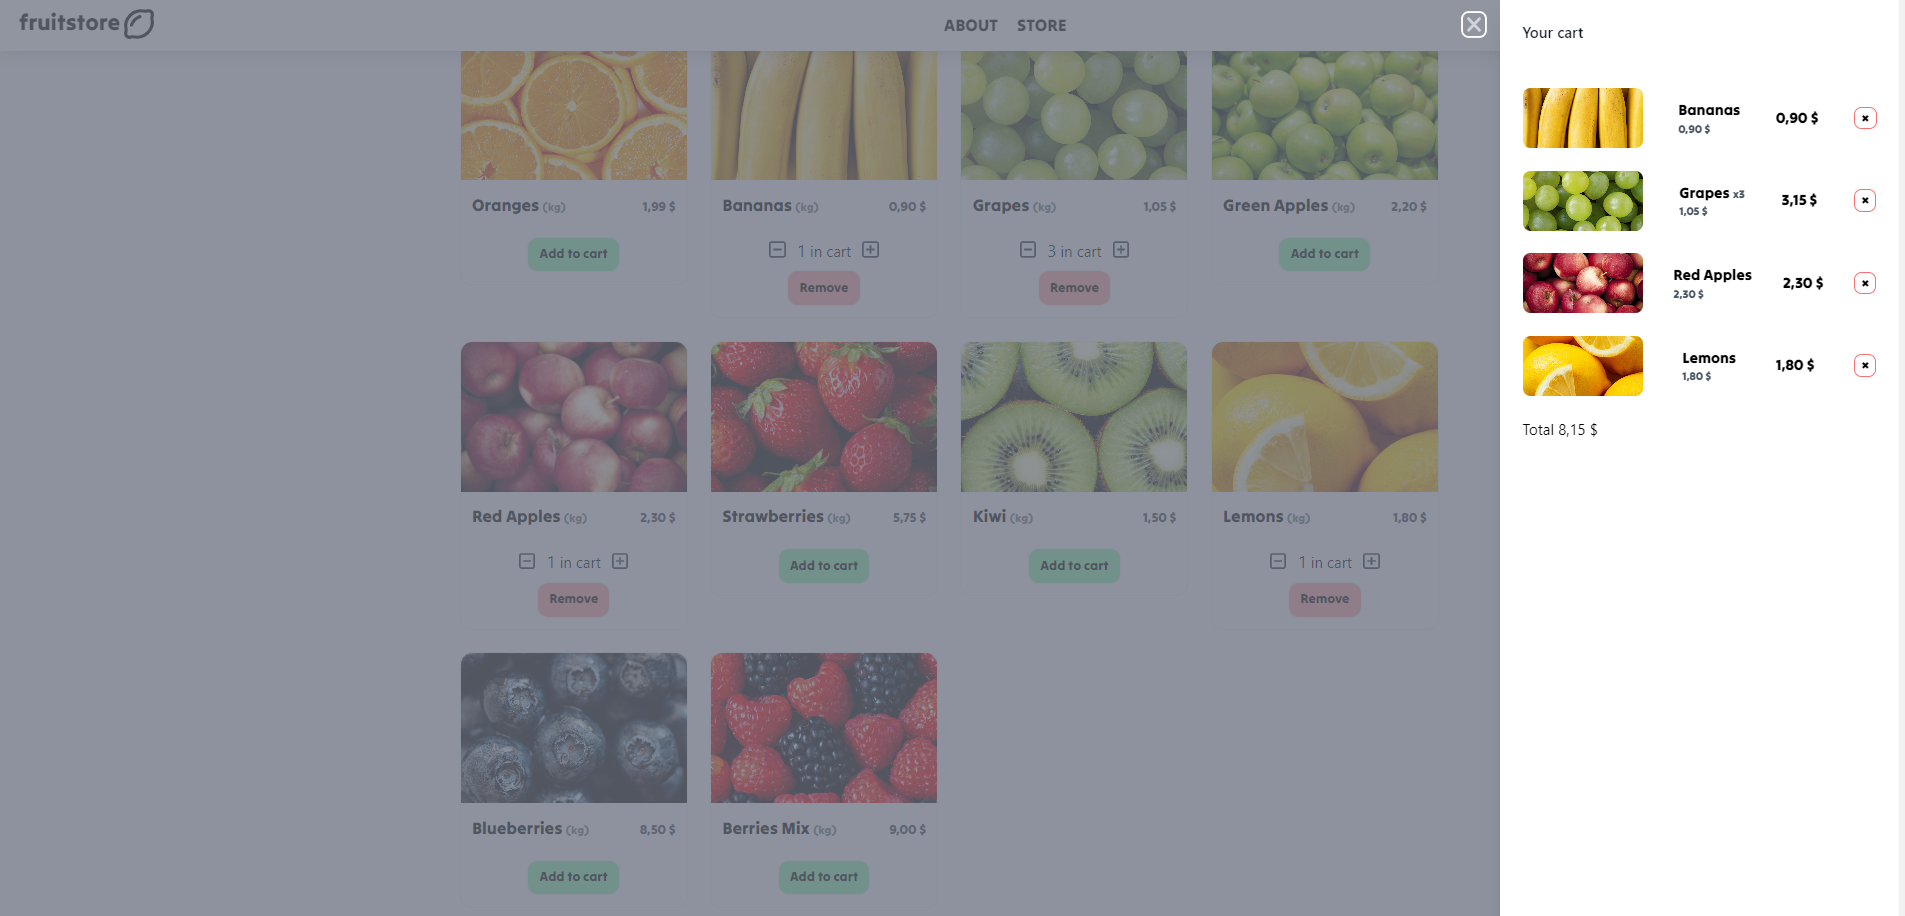 fruitstore
ABOUT STORE
Oranges (kg) 1,99 $
Bananas (kg) 0,90 $
Grapes (kg) 1,05 $
Green Apples (kg) 2,20 $
Add to cart
1 in cart
3 in cart
Add to cart
Remove
Remove
Red Apples (kg) 2,30 $
Strawberries (kg) 5,75 $
Kiwi (kg) 1,50 $
Lemons (kg) 1,80 $
1 in cart
Add to cart
Add to cart
1 in cart
Remove
Remove
Blueberries (kg) 8,50 $
Berries Mix (kg) 9,00 $
Add to cart
Add to cart
Your cart
Bananas
0,90 $
0,90 $
Grapes x3
1,05 $
3,15 $
Red Apples
2,30 $
2,30 $
Lemons
1,80 $
1,80 $
Total 8,15 $